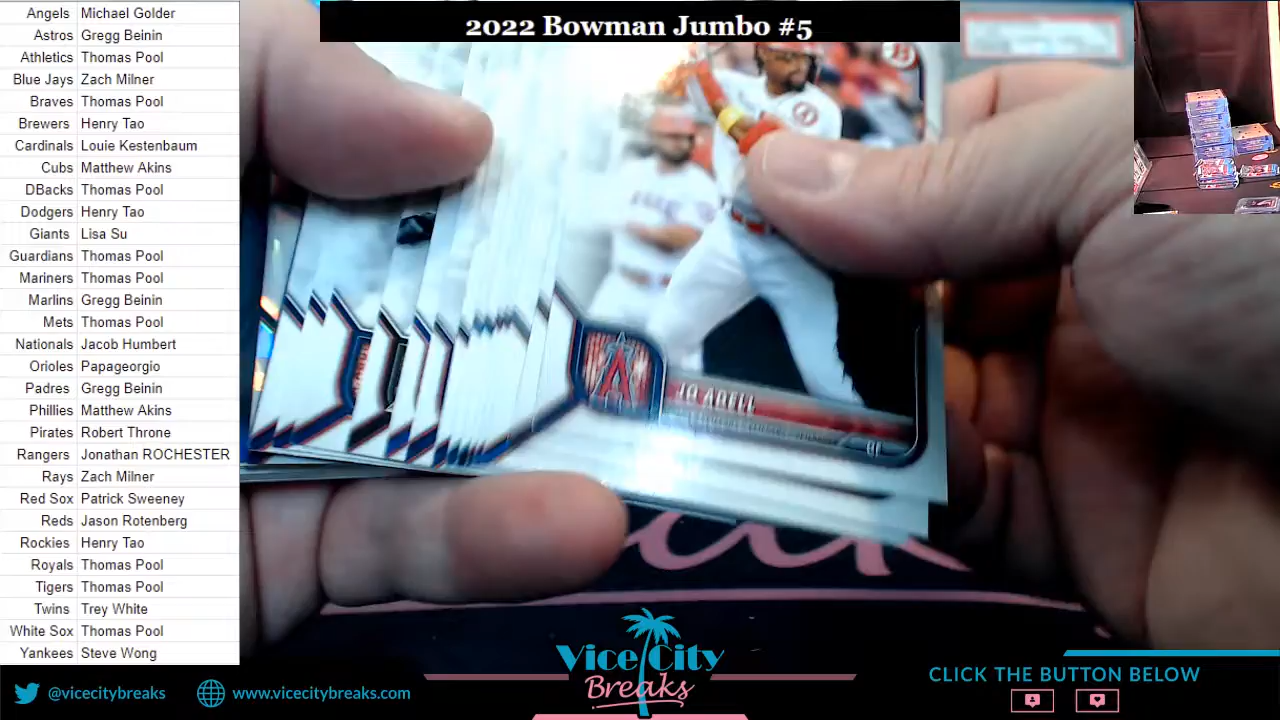 2022 Bowman Jumbo #5
Angels Michael Golder
Astros Gregg Beinin
Athletics Thomas Pool
Blue Jays Zach Milner
Braves Thomas Pool
Brewers Henry Tao
Cardinals Louie Kestenbaum
Cubs Matthew Akins
DBacks Thomas Pool
Dodgers Henry Tao
Giants Lisa Su
Guardians Thomas Pool
Mariners Thomas Pool
Marlins Gregg Beinin
Mets Thomas Pool
Nationals Jacob Humbert
Orioles Papageorgio
Padres Gregg Beinin
Phillies Matthew Akins
Pirates Robert Throne
Rangers Jonathan ROCHESTER
Rays Zach Milner
Red Sox Patrick Sweeney
Reds Jason Rotenberg
Rockies Henry Tao
Royals Thomas Pool
Tigers Thomas Pool
Twins Trey White
White Sox Thomas Pool
Yankees Steve Wong
A
JO ADELL
@vicecitybreaks
www.vicecitybreaks.com
Vice City
Breaks
CLICK THE BUTTON BELOW